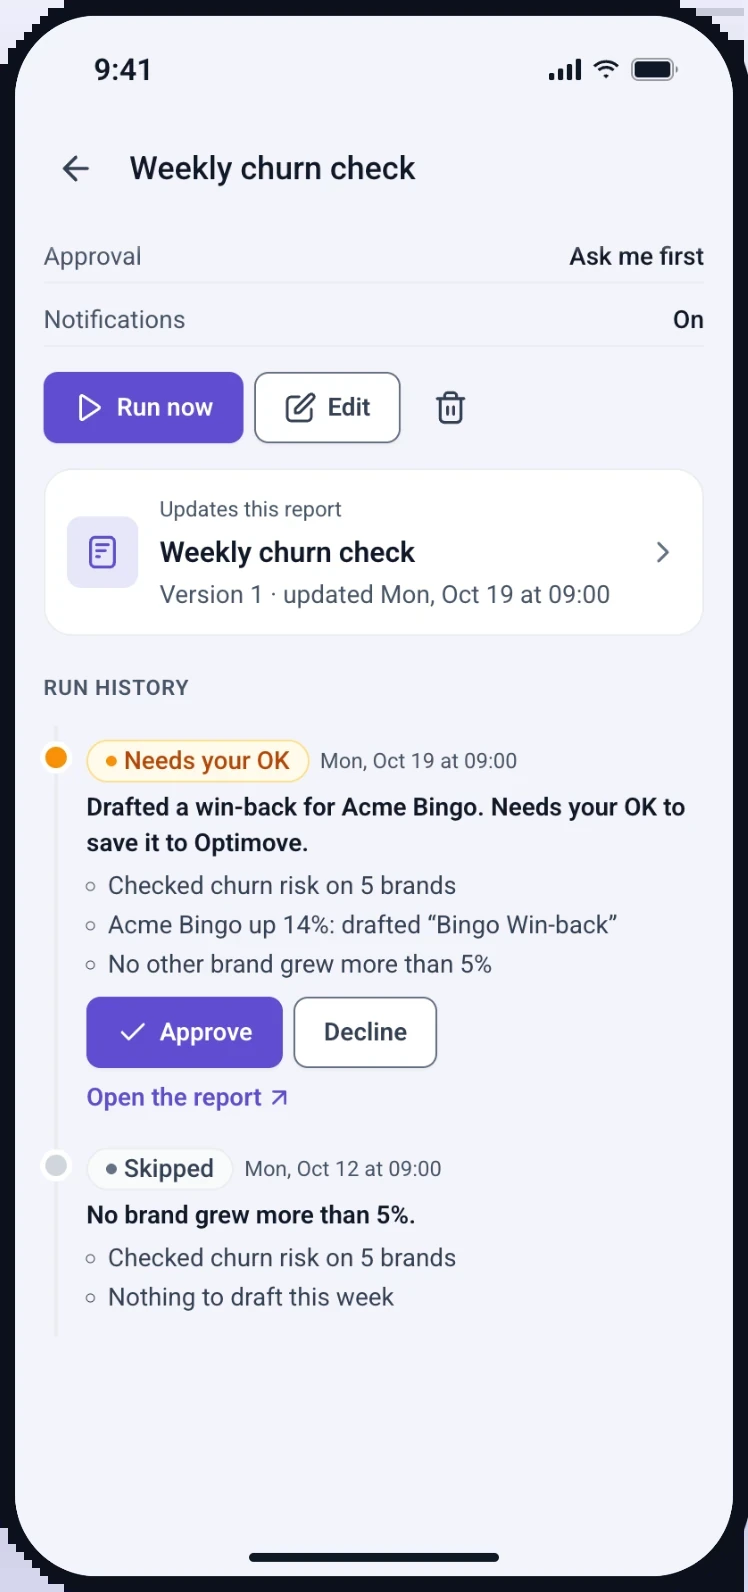 9:41
Weekly churn check
Approval Ask me first
Notifications On
Run now Edit
Updates this report
Weekly churn check
Version 1 · updated Mon, Oct 19 at 09:00
RUN HISTORY
Needs your OK Mon, Oct 19 at 09:00
Drafted a win-back for Acme Bingo. Needs your OK to
save it to Optimove.
Checked churn risk on 5 brands
Acme Bingo up 14%: drafted “Bingo Win-back”
No other brand grew more than 5%
Approve Decline
Open the report
Skipped Mon, Oct 12 at 09:00
No brand grew more than 5%.
Checked churn risk on 5 brands
Nothing to draft this week